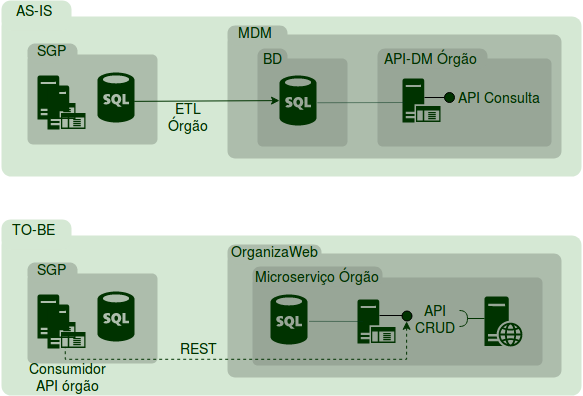 AS-IS
SGP
SQL
ETL
Órgão
MDM
BD
SQL
API-DM Órgão
API Consulta
TO-BE
SGP
SQL
Consumidor
API órgão
REST
OrganizaWeb
Microserviço Órgão
SQL
API
CRUD